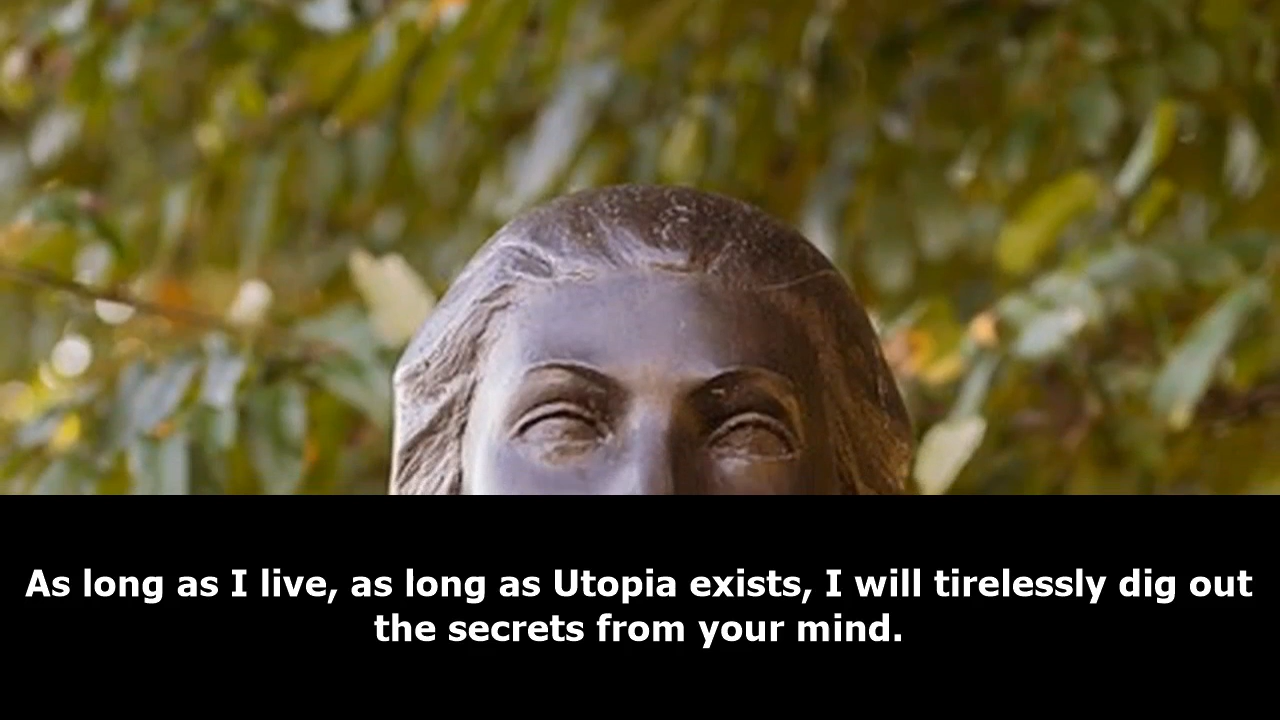 As long as I live, as long as Utopia exists, I will tirelessly dig out
the secrets from your mind.